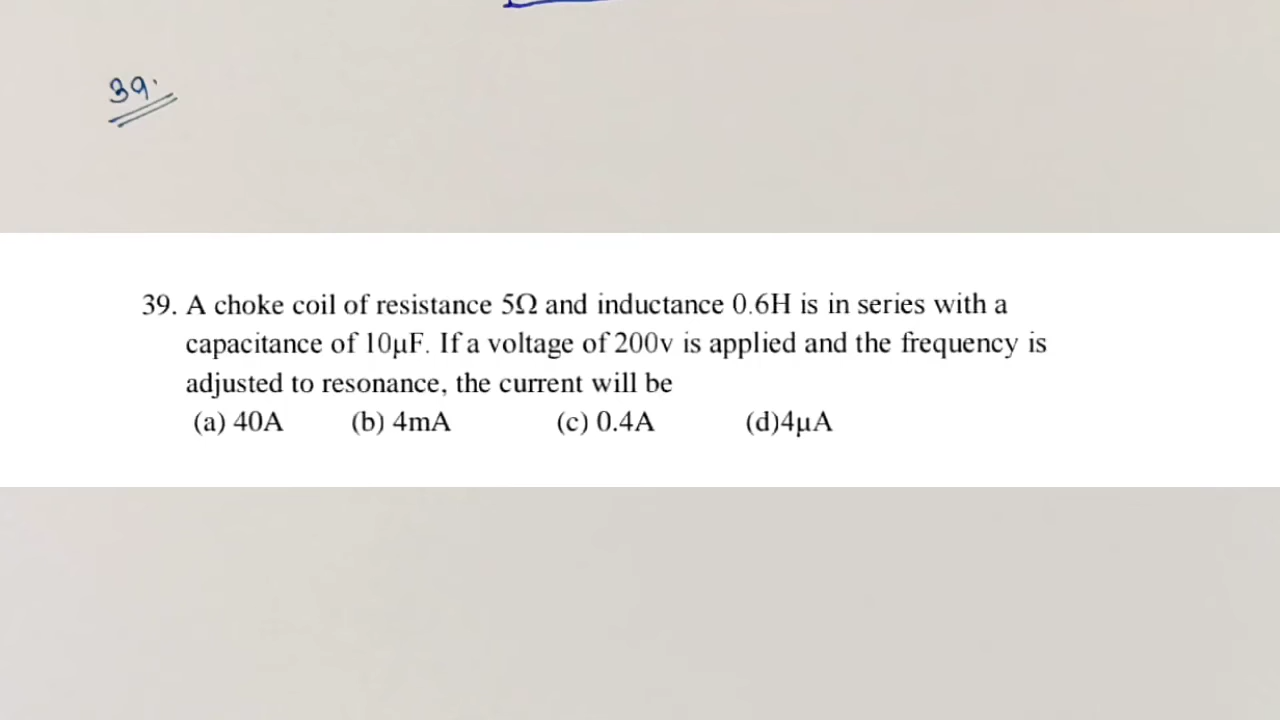 39.
39. A choke coil of resistance 5Ω and inductance 0.6H is in series with a
capacitance of 10μF. If a voltage of 200v is applied and the frequency is
adjusted to resonance, the current will be
(a) 40A (b) 4mA (c) 0.4A (d)4μA